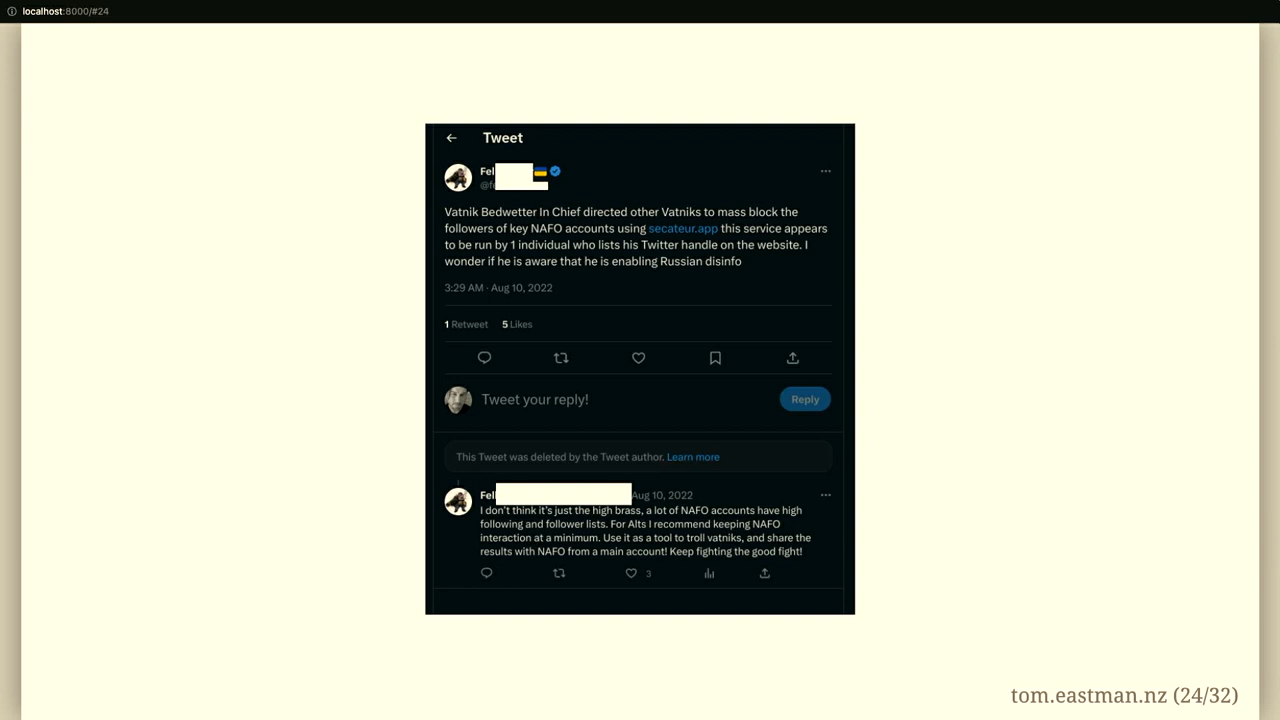 localhost:8000/#24
Tweet
Fel
@f
Vatnik Bedwetter In Chief directed other Vatniks to mass block the
followers of key NAFO accounts using secateur.app this service appears
to be run by 1 individual who lists his Twitter handle on the website. I
wonder if he is aware that he is enabling Russian disinfo
3:29 AM · Aug 10, 2022
1 Retweet 5 Likes
Tweet your reply!
Reply
This Tweet was deleted by the Tweet author. Learn more
Fel Aug 10, 2022
I don't think it's just the high brass, a lot of NAFO accounts have high
following and follower lists. For Alts I recommend keeping NAFO
interaction at a minimum. Use it as a tool to troll vatniks, and share the
results with NAFO from a main account! Keep fighting the good fight!
3
tom.eastman.nz (24/32)